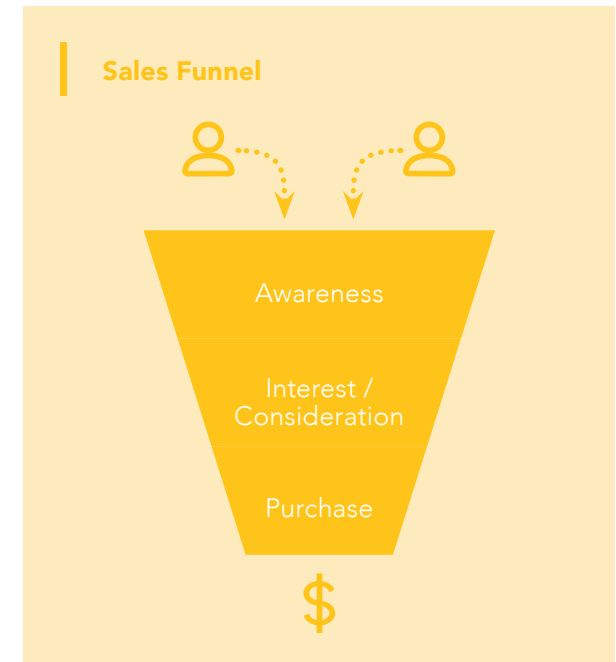 Sales Funnel
Awareness
Interest /
Consideration
Purchase
$